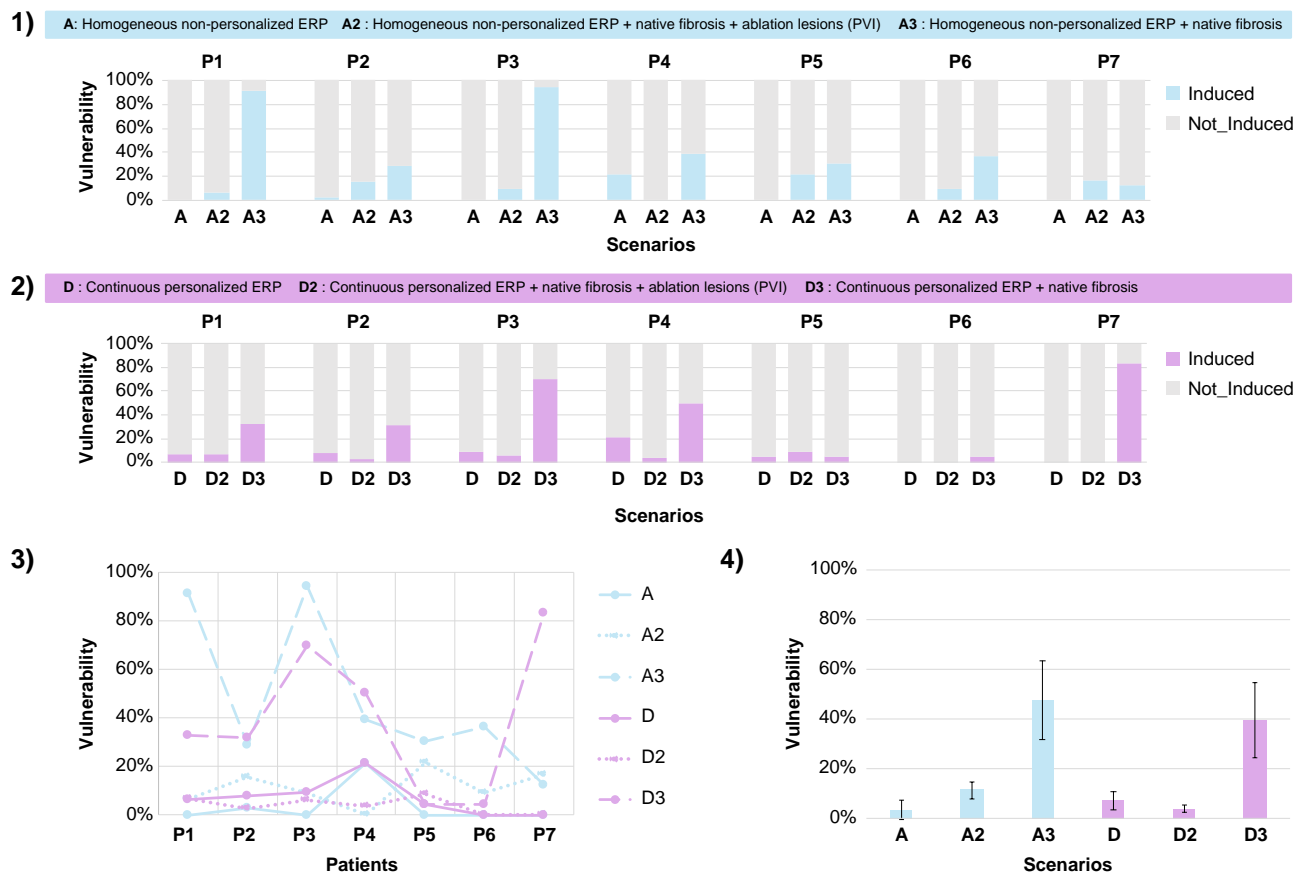 1)
A: Homogeneous non-personalized ERP A2 : Homogeneous non-personalized ERP + native fibrosis + ablation lesions (PVI) A3 : Homogeneous non-personalized ERP + native fibrosis
P1 P2 P3 P4 P5 P6 P7
Vulnerability
100%
80%
60%
40%
20%
0%
A A2 A3 A A2 A3 A A2 A3 A A2 A3 A A2 A3 A A2 A3 A A2 A3
Scenarios
Induced
Not_Induced
2)
D : Continuous personalized ERP D2 : Continuous personalized ERP + native fibrosis + ablation lesions (PVI) D3 : Continuous personalized ERP + native fibrosis
P1 P2 P3 P4 P5 P6 P7
Vulnerability
100%
80%
60%
40%
20%
0%
D D2 D3 D D2 D3 D D2 D3 D D2 D3 D D2 D3 D D2 D3 D D2 D3
Scenarios
Induced
Not_Induced
3)
Vulnerability
100%
80%
60%
40%
20%
0%
P1 P2 P3 P4 P5 P6 P7
Patients
A
A2
A3
D
D2
D3
4)
Vulnerability
100%
80%
60%
40%
20%
0%
A A2 A3 D D2 D3
Scenarios